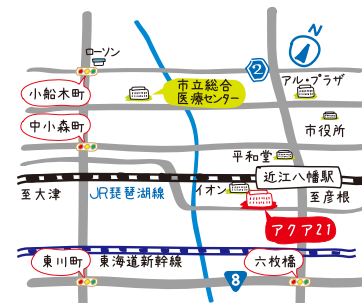 N
ローソン
2
アル・プラザ
小船木町
市立総合
医療センター
中小森町
市役所
平和堂
近江八幡駅
至大津
JR琵琶湖線
イオン
至彦根
アクア21
東川町
東海道新幹線
六枚橋
8